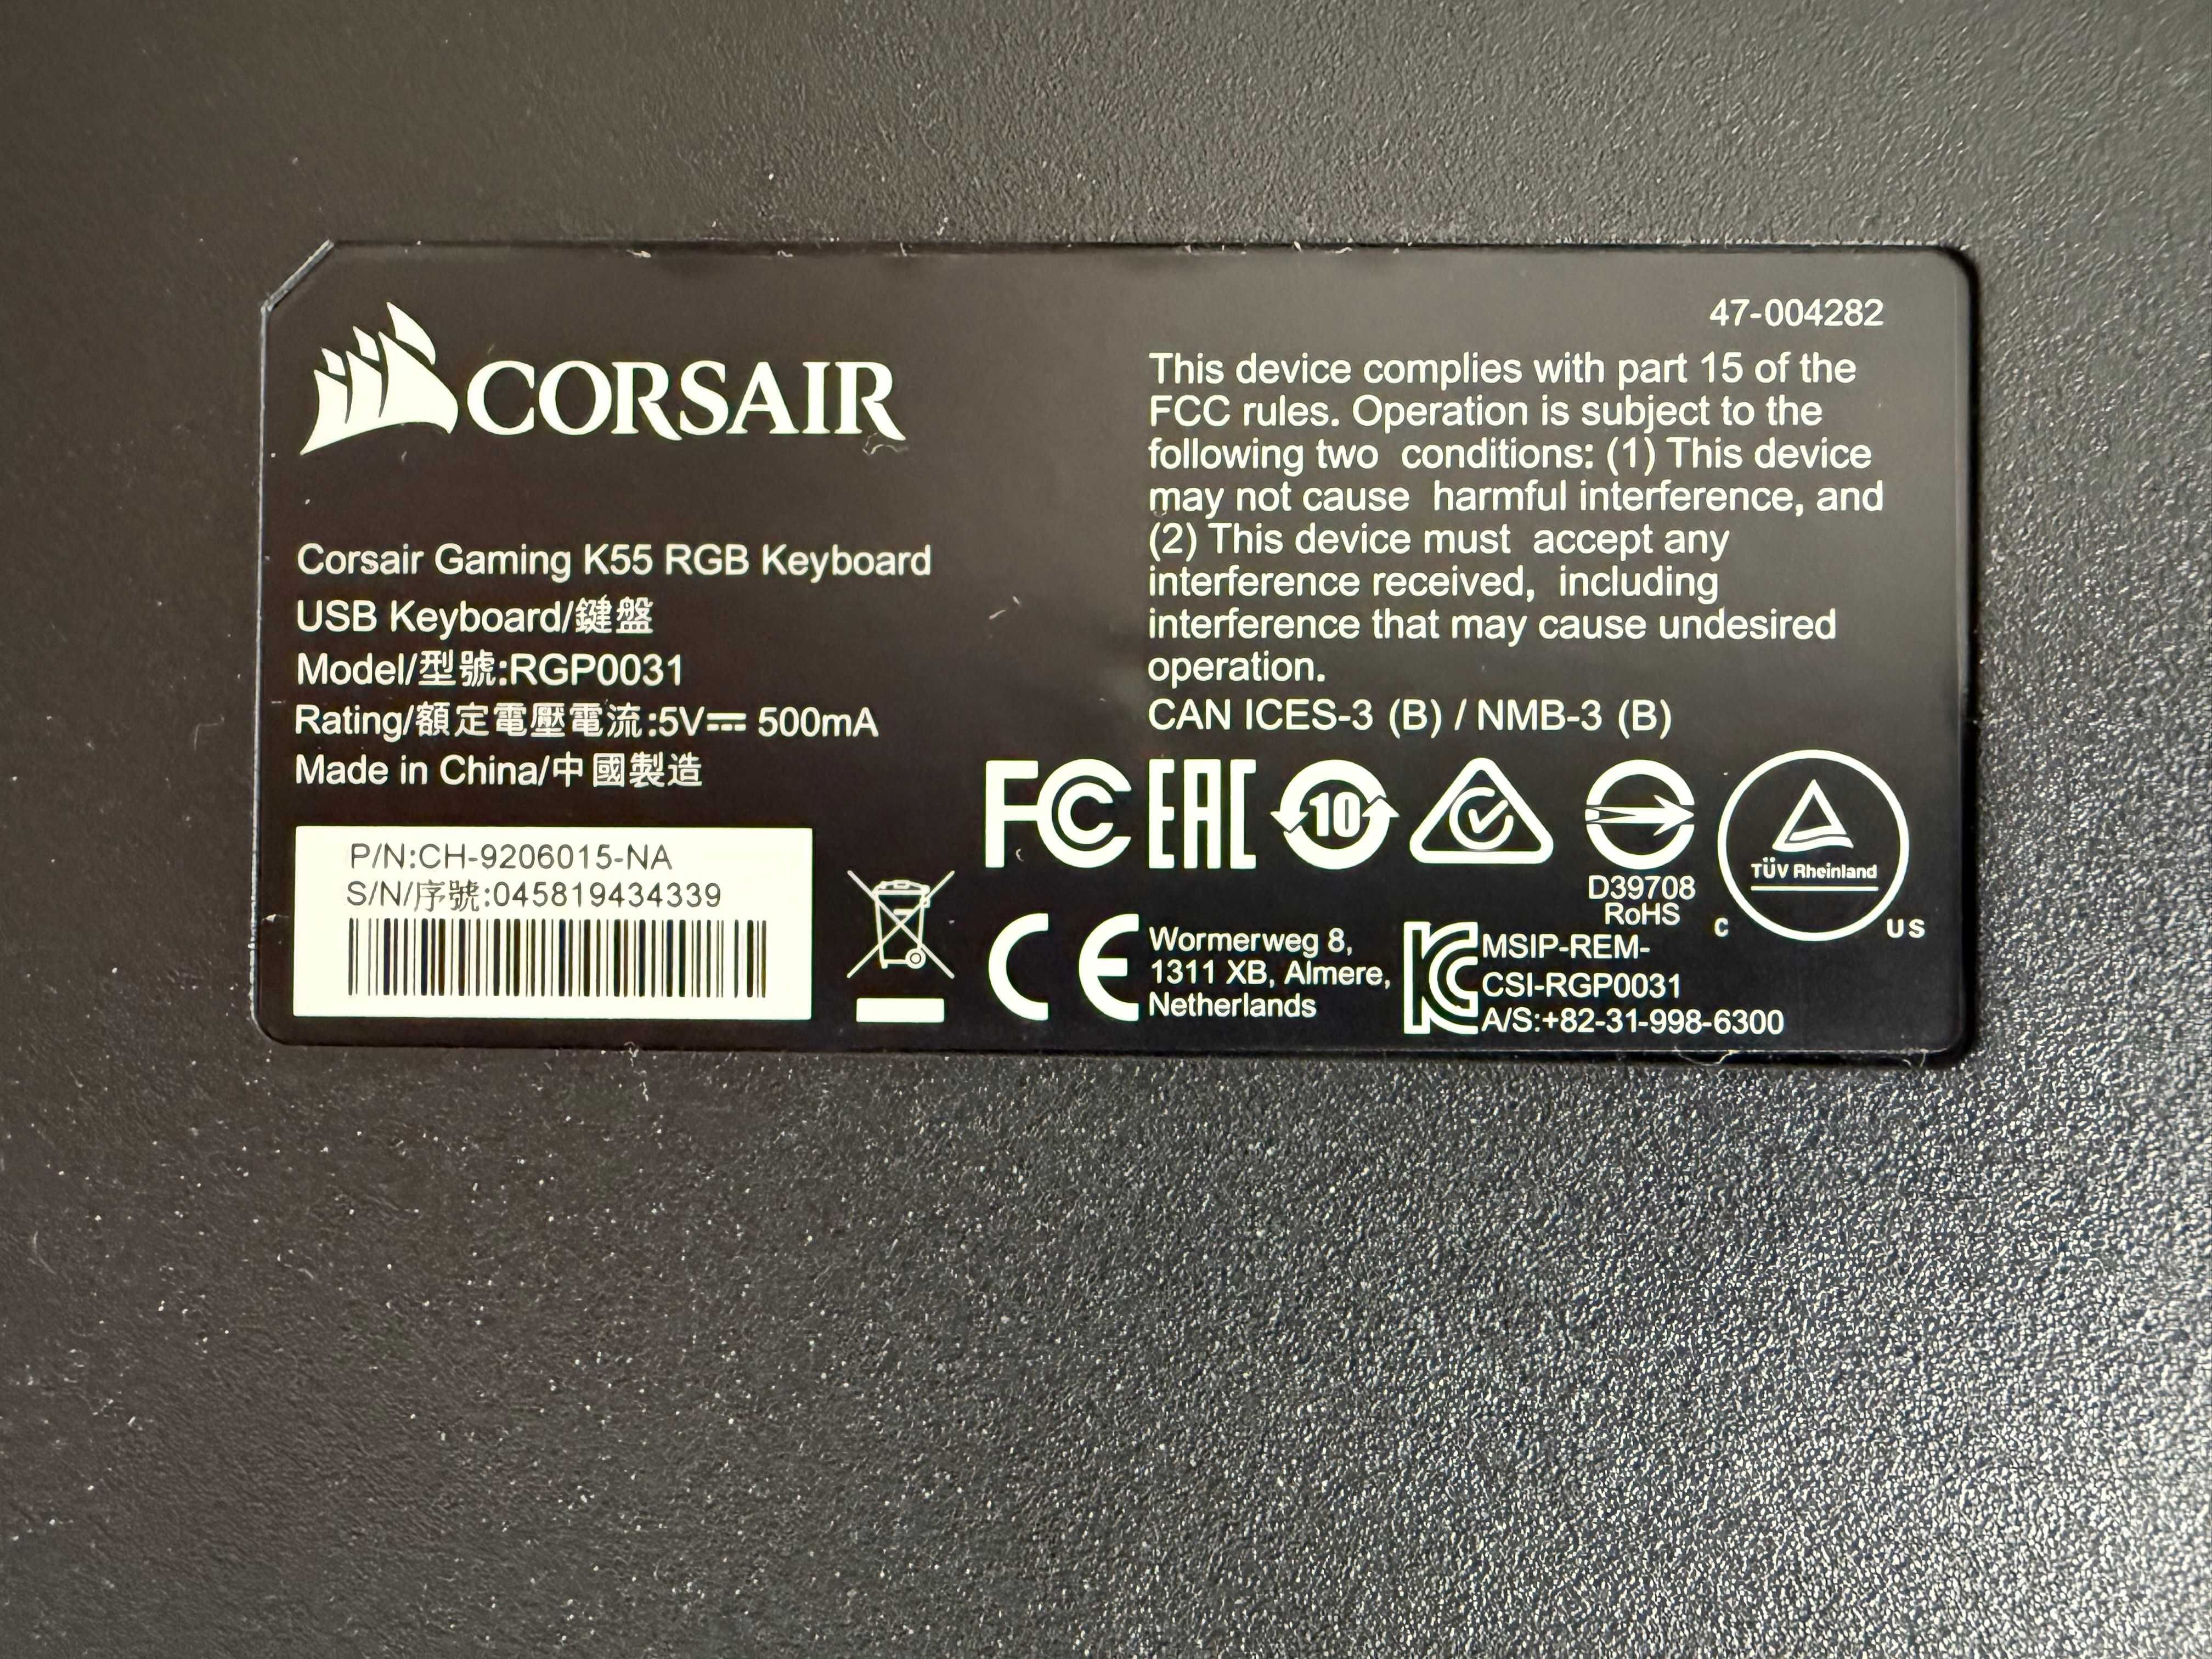 CORSAIR
Corsair Gaming K55 RGB Keyboard
USB Keyboard/鍵盤
Model/型號:RGP0031
Rating/額定電壓電流:5V⎓ 500mA
Made in China/中國製造
P/N:CH-9206015-NA
S/N/序號:045819434339
47-004282
This device complies with part 15 of the
FCC rules. Operation is subject to the
following two conditions: (1) This device
may not cause harmful interference, and
(2) This device must accept any
interference received, including
interference that may cause undesired
operation.
CAN ICES-3 (B) / NMB-3 (B)
FC EAC 10
D39708
RoHS
TÜV Rheinland
C US
CE
Wormerweg 8,
1311 XB, Almere,
Netherlands
KC
MSIP-REM-
CSI-RGP0031
A/S:+82-31-998-6300